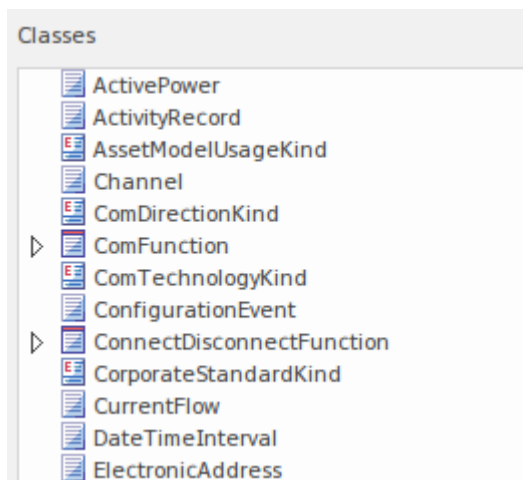 Classes
ActivePower
ActivityRecord
AssetModelUsageKind
Channel
ComDirectionKind
ComFunction
ComTechnologyKind
ConfigurationEvent
ConnectDisconnectFunction
CorporateStandardKind
CurrentFlow
DateTimeInterval
ElectronicAddress